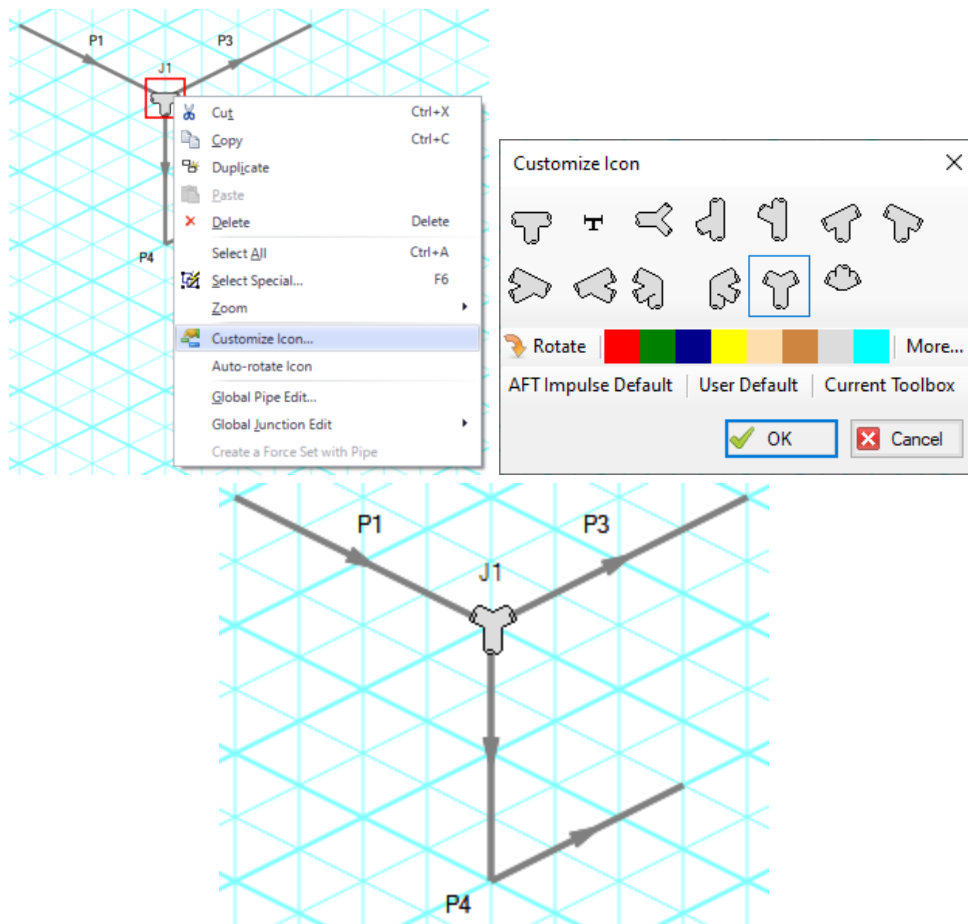 P1
P3
J1
Cut Ctrl+X
Copy Ctrl+C
Duplicate
Paste
Delete Delete
Select All Ctrl+A
Select Special... F6
Zoom
Customize Icon...
Auto-rotate Icon
Global Pipe Edit...
Global Junction Edit
Create a Force Set with Pipe
P4
Customize Icon
Rotate More...
AFT Impulse Default User Default Current Toolbox
OK Cancel
P1
P3
J1
P4